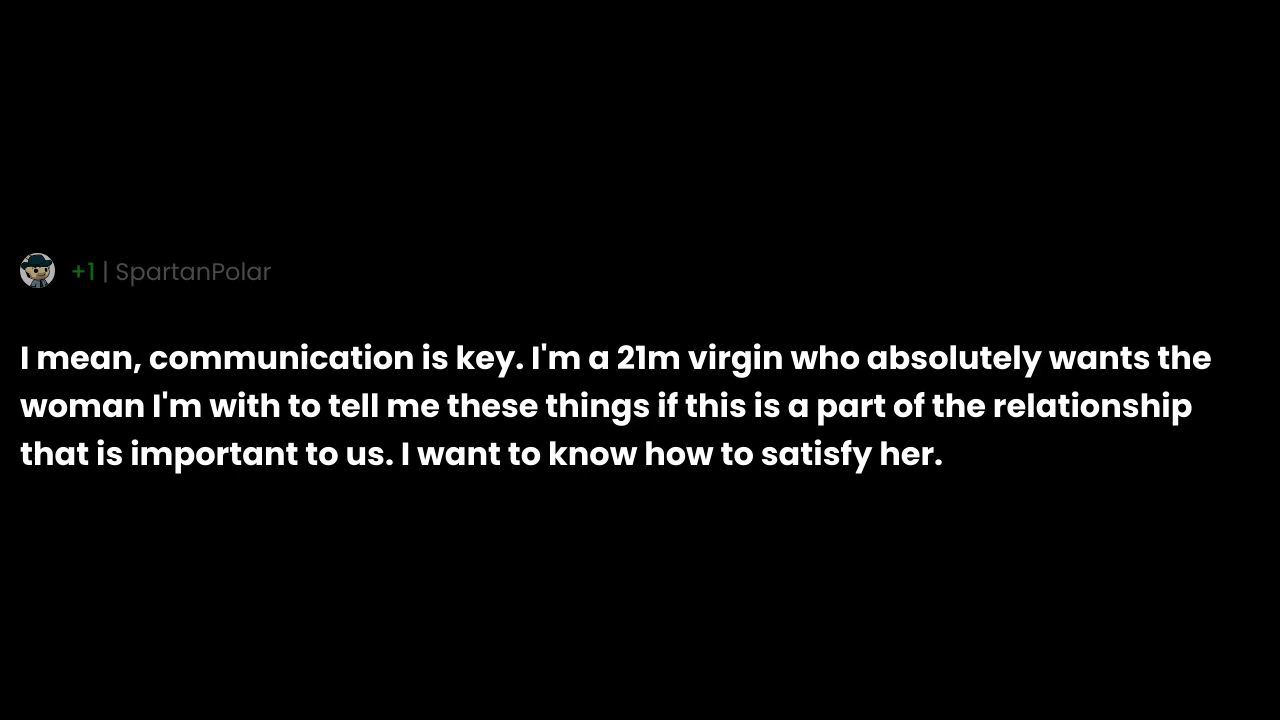 +1 | SpartanPolar
I mean, communication is key. I'm a 21m virgin who absolutely wants the
woman I'm with to tell me these things if this is a part of the relationship
that is important to us. I want to know how to satisfy her.